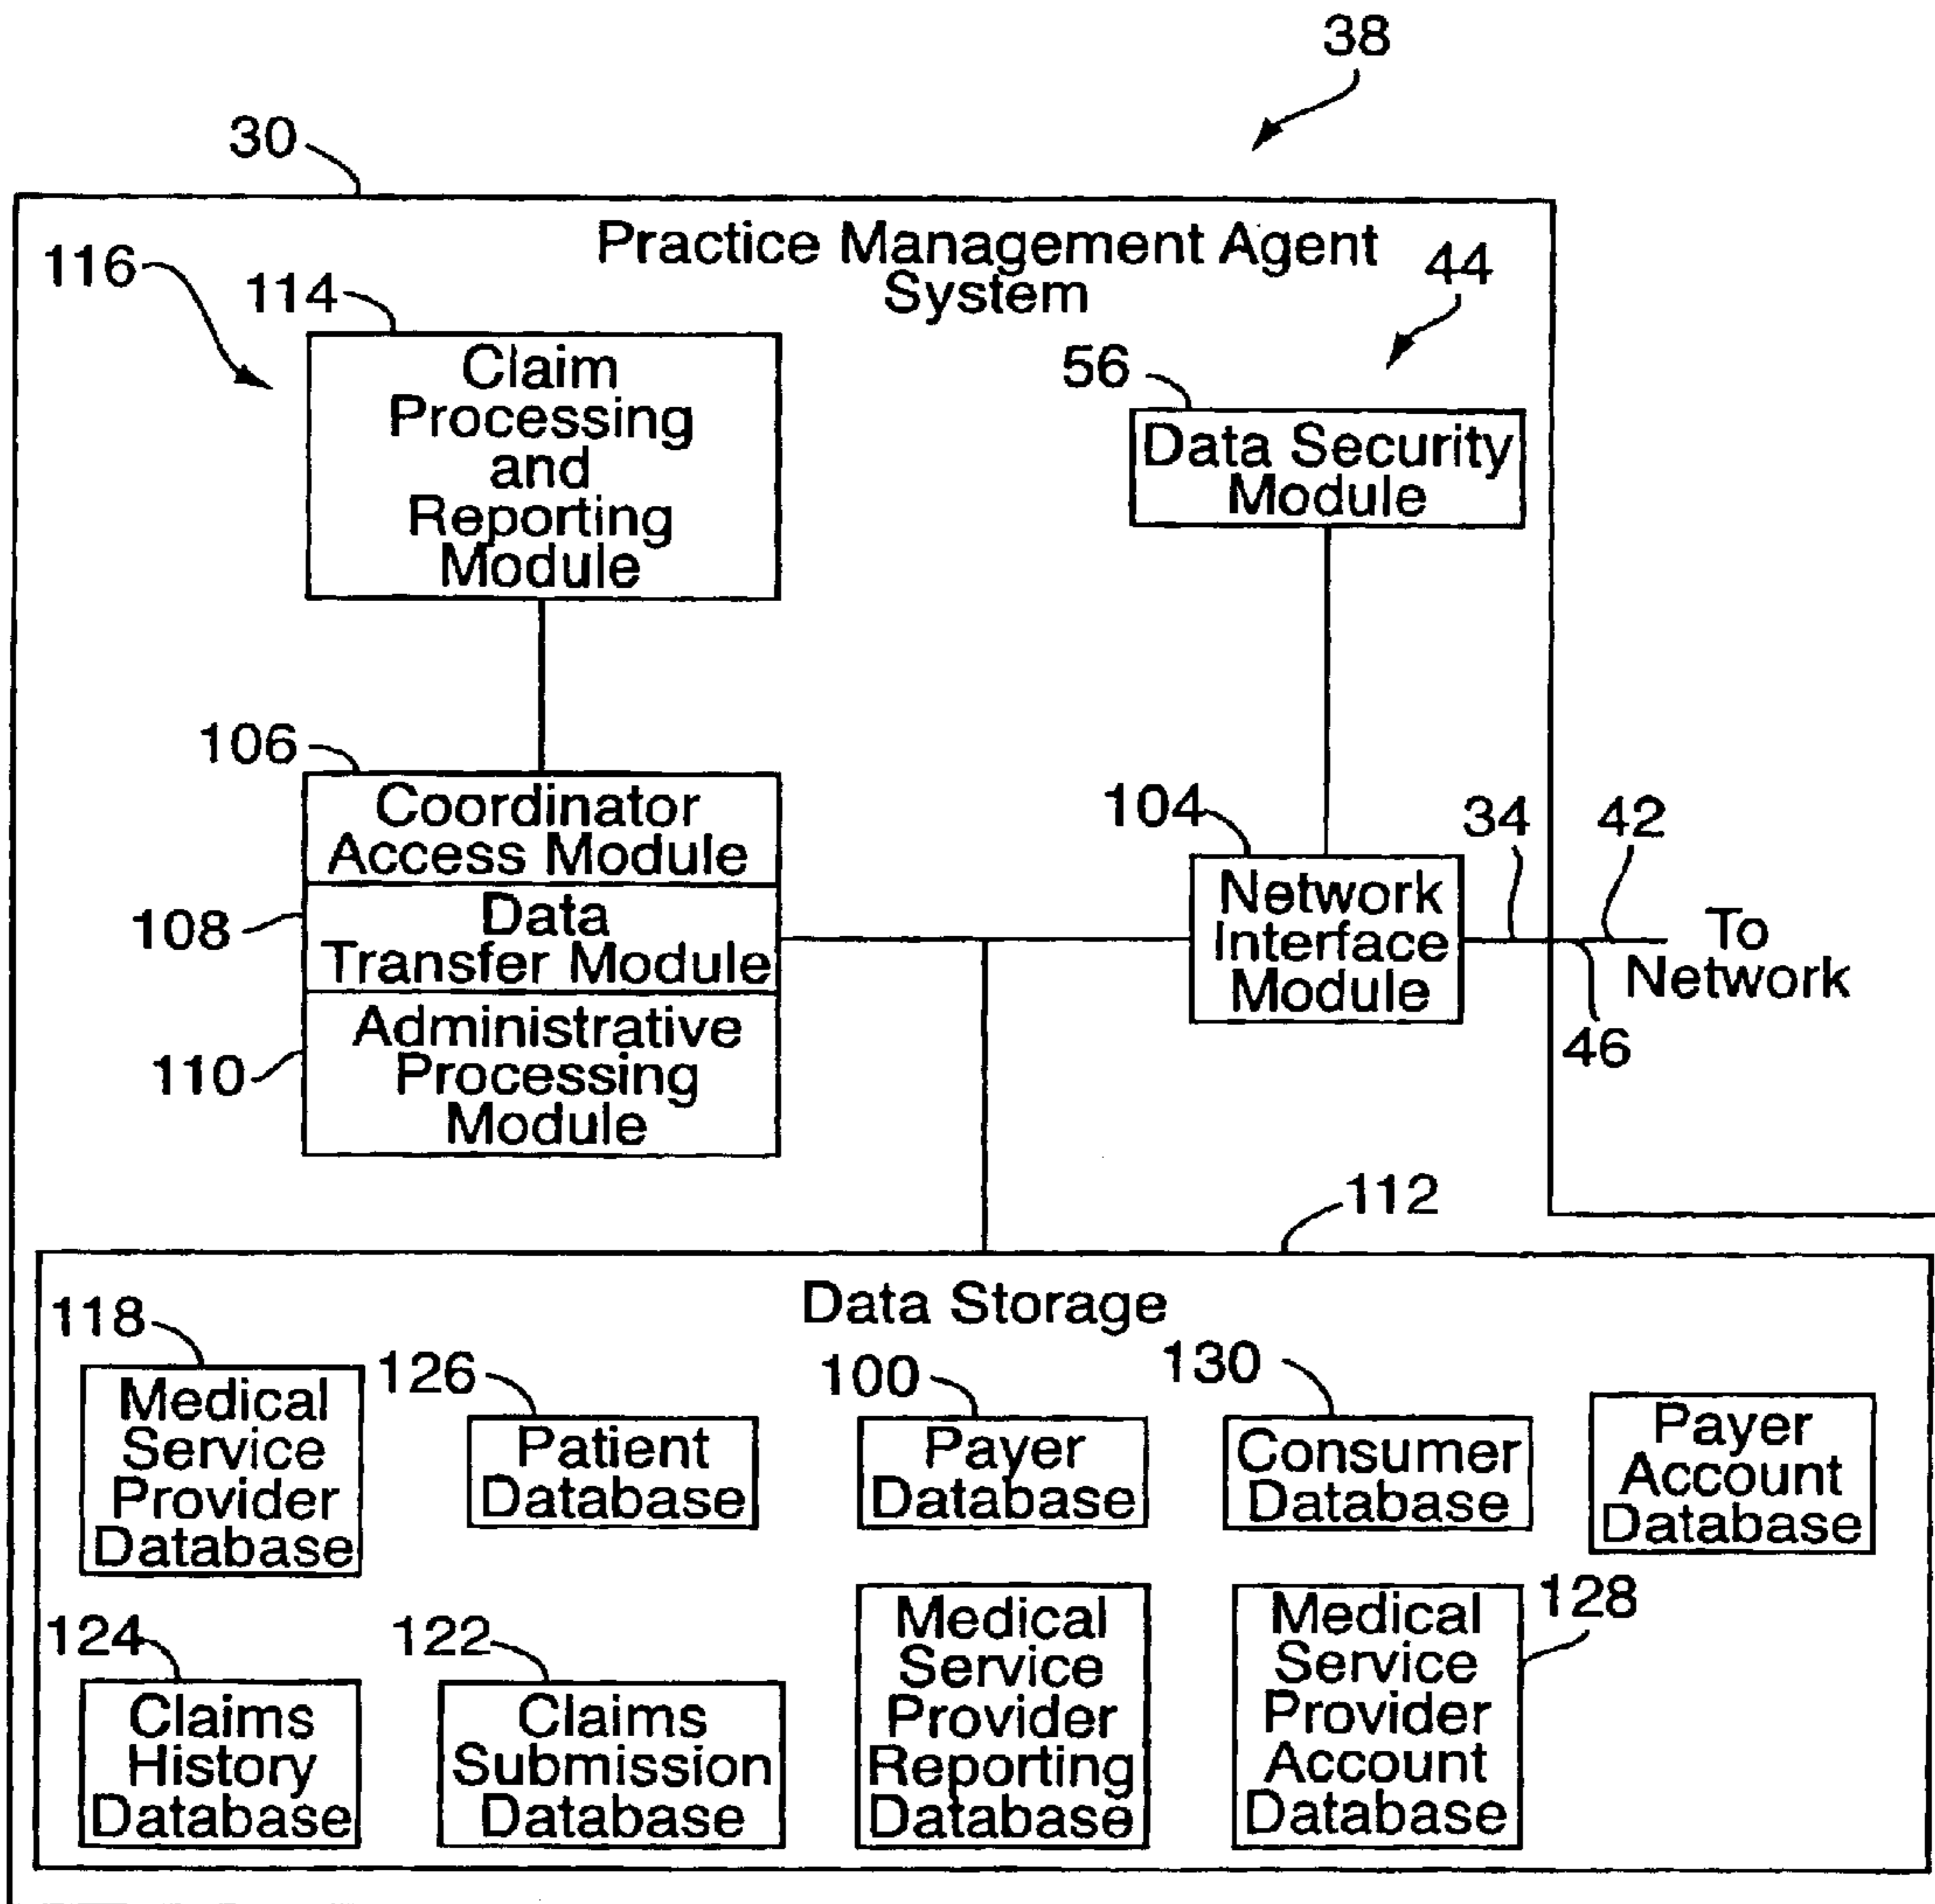 38
30
Practice Management Agent
System
116
114
44
Claim
Processing
and
Reporting
Module
56
Data Security
Module
106
Coordinator
Access Module
104
34
42
108
Data
Transfer Module
Network
Interface
Module
To
Network
46
110
Administrative
Processing
Module
112
Data Storage
118
Medical
Service
Provider
Database
126
Patient
Database
100
Payer
Database
130
Consumer
Database
Payer
Account
Database
124
Claims
History
Database
122
Claims
Submission
Database
Medical
Service
Provider
Reporting
Database
Medical
Service
Provider
Account
Database
128